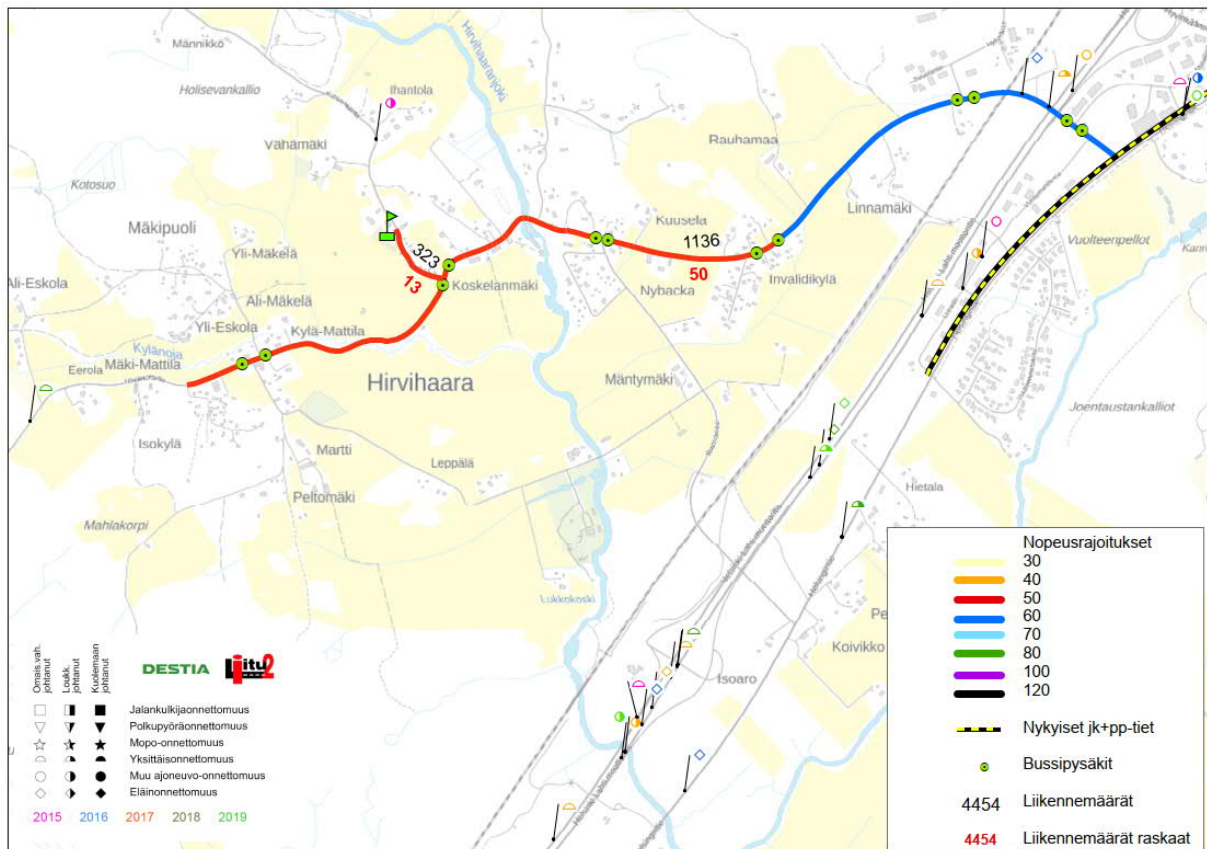 Männikkö
Holisevankallio
Ihantola
Hirvihaaranjoki
Vähämäki
Kotosuo
Mäkipuoli
Yli-Mäkelä
Ali-Eskola
Ali-Mäkelä
Yli-Eskola
Kylä-Mattila
Kylänoja
Mäki-Mattila
Eerola
323
13
Koskelanmäki
Hirvihaara
Isokylä
Martti
Leppälä
Peltomäki
Mahlakorpi
Rauhamaa
Kuusela
1136
50
Nybacka
Invalidikylä
Linnamäki
Mäntymäki
Vuolteenpellot
Joentaustankalliot
Hietala
Lukkokoski
Koivikko
Isoaro
Nopeusrajoitukset
30
40
50
60
70
80
100
120
Nykyiset jk+pp-tiet
Bussipysäkit
4454 Liikennemäärät
4454 Liikennemäärät raskaat
Omais.vah. johtanut
Loukk. johtanut
Kuolemaan johtanut
DESTIA
Jalankulkijaonnettomuus
Polkupyöräonnettomuus
Mopo-onnettomuus
Yksittäisonnettomuus
Muu ajoneuvo-onnettomuus
Eläinonnettomuus
2015 2016 2017 2018 2019